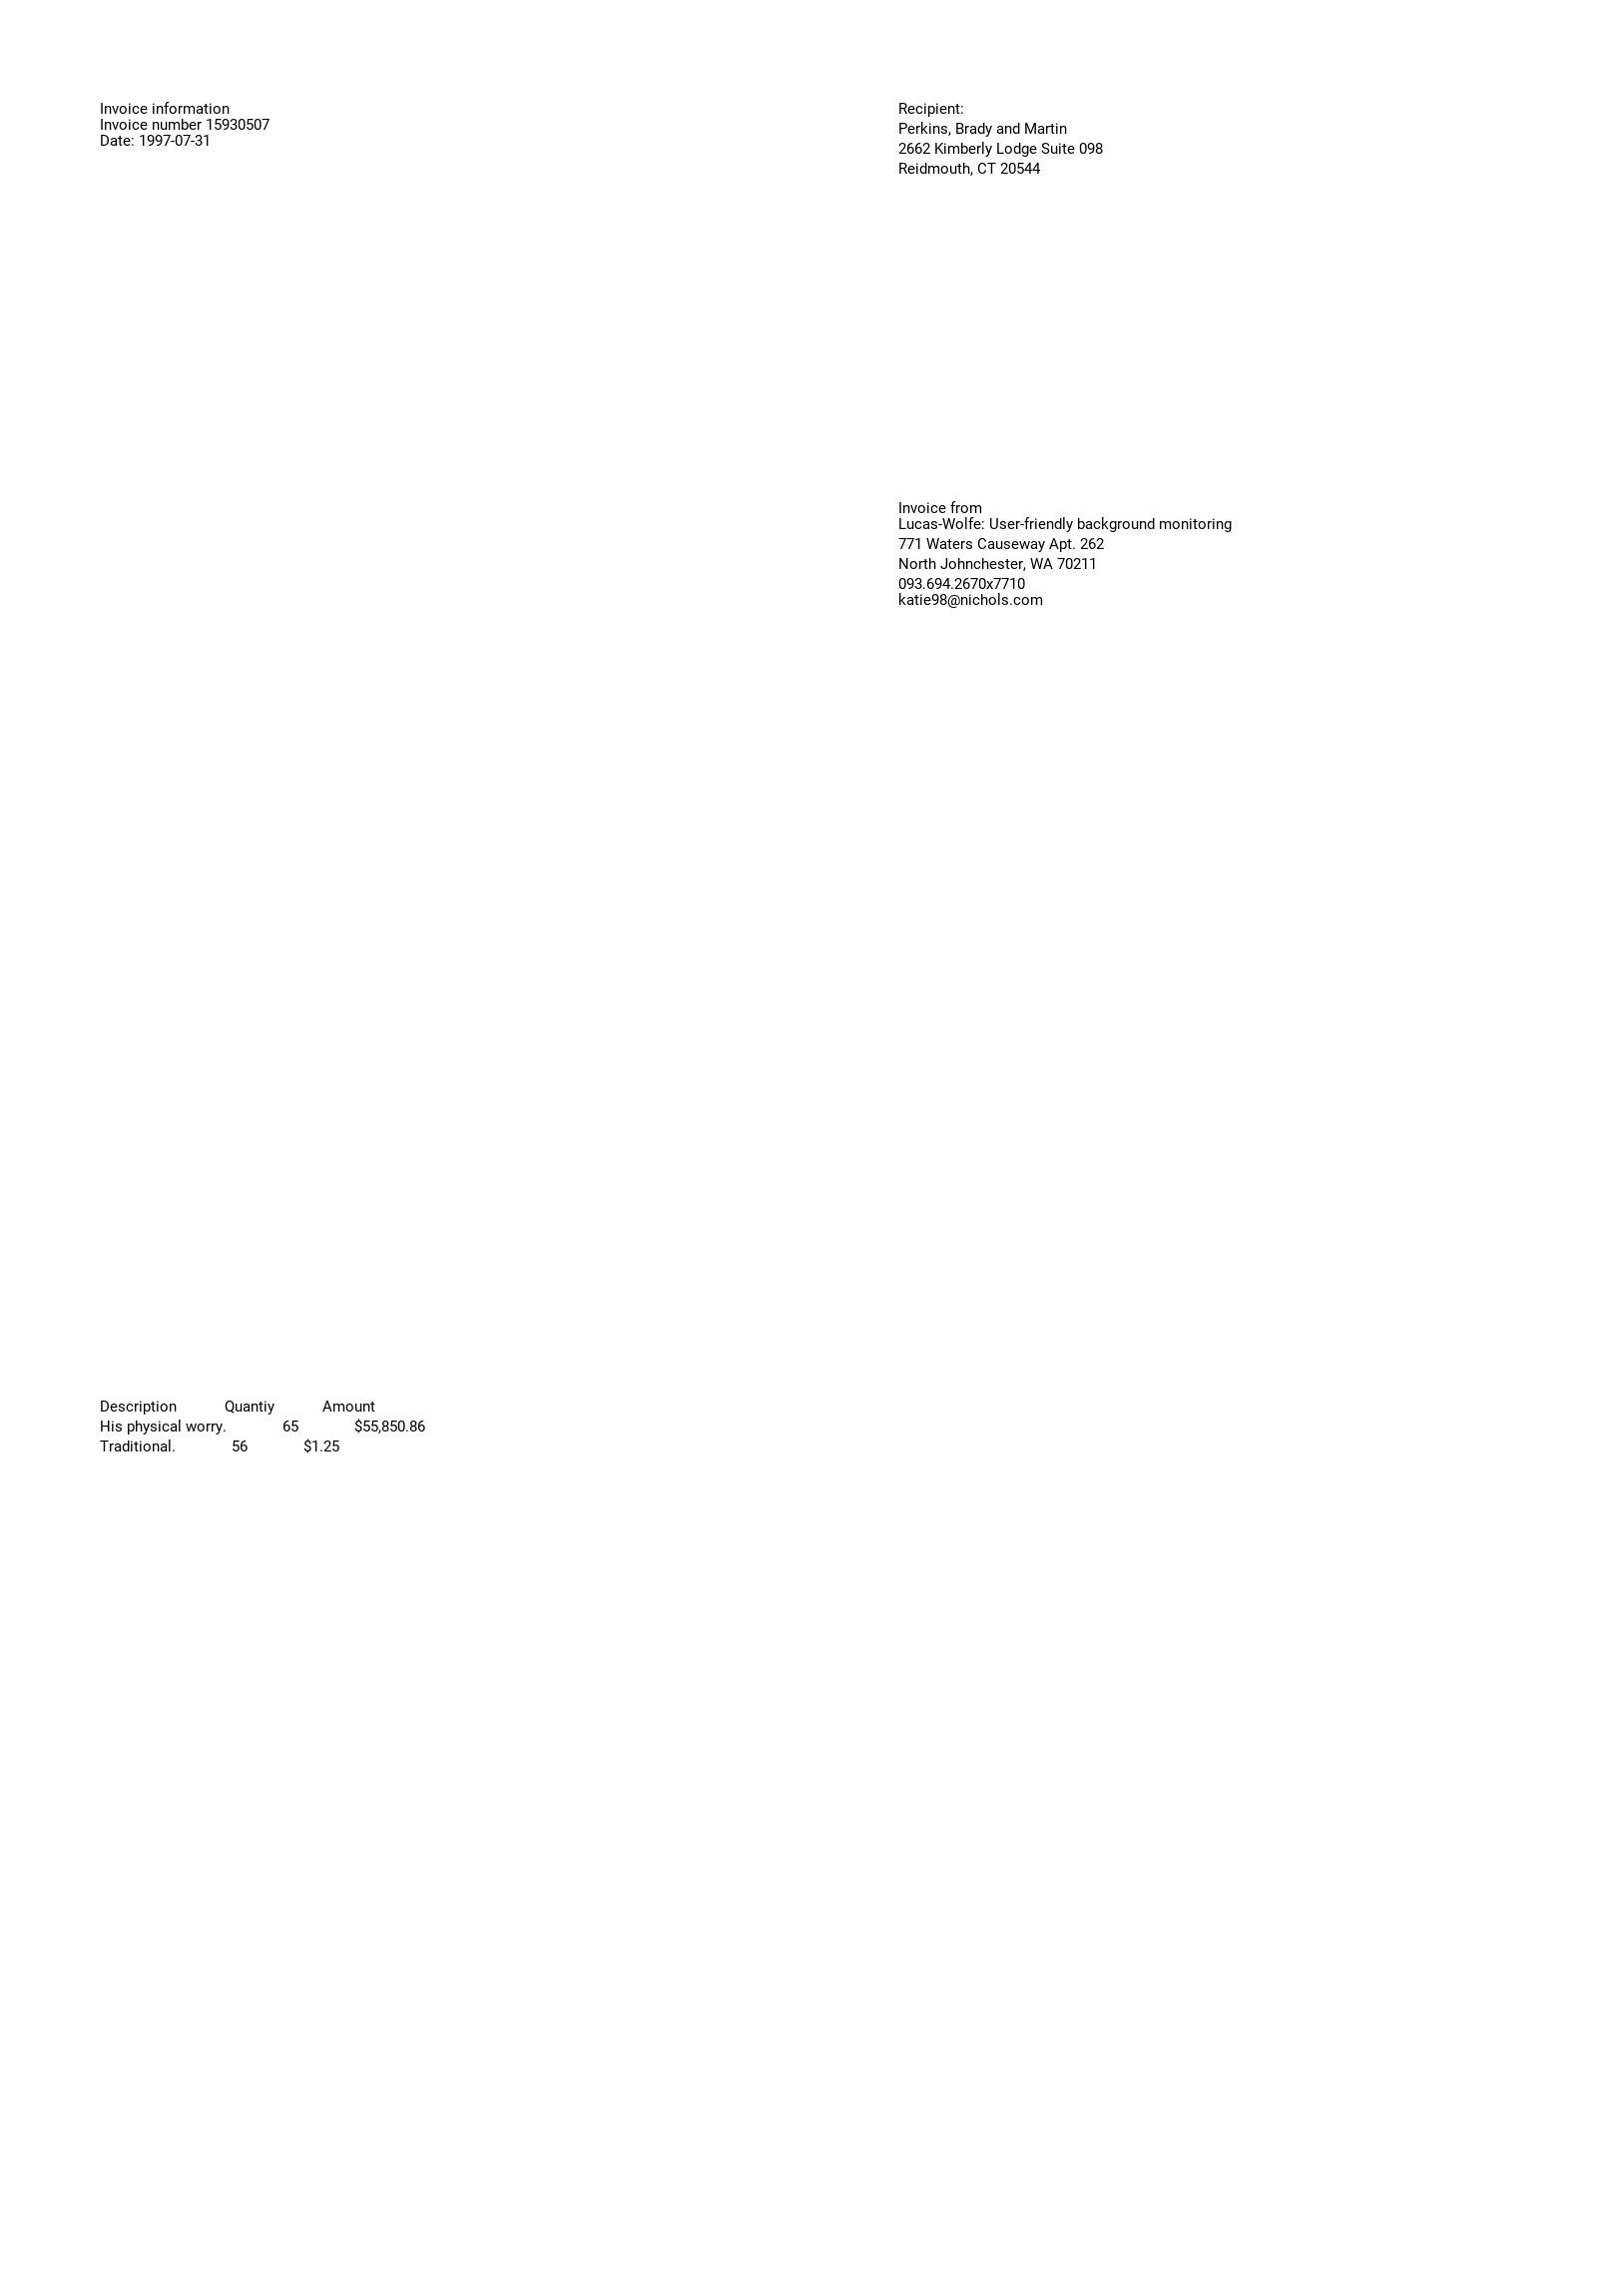 Invoice information
Invoice number 15930507
Date: 1997-07-31
Recipient:
Perkins, Brady and Martin
2662 Kimberly Lodge Suite 098
Reidmouth, CT 20544
Invoice from
Lucas-Wolfe: User-friendly background monitoring
771 Waters Causeway Apt. 262
North Johnchester, WA 70211
093.694.2670x7710
katie98@nichols.com
Description Quantiy Amount
His physical worry. 65 $55,850.86
Traditional. 56 $1.25